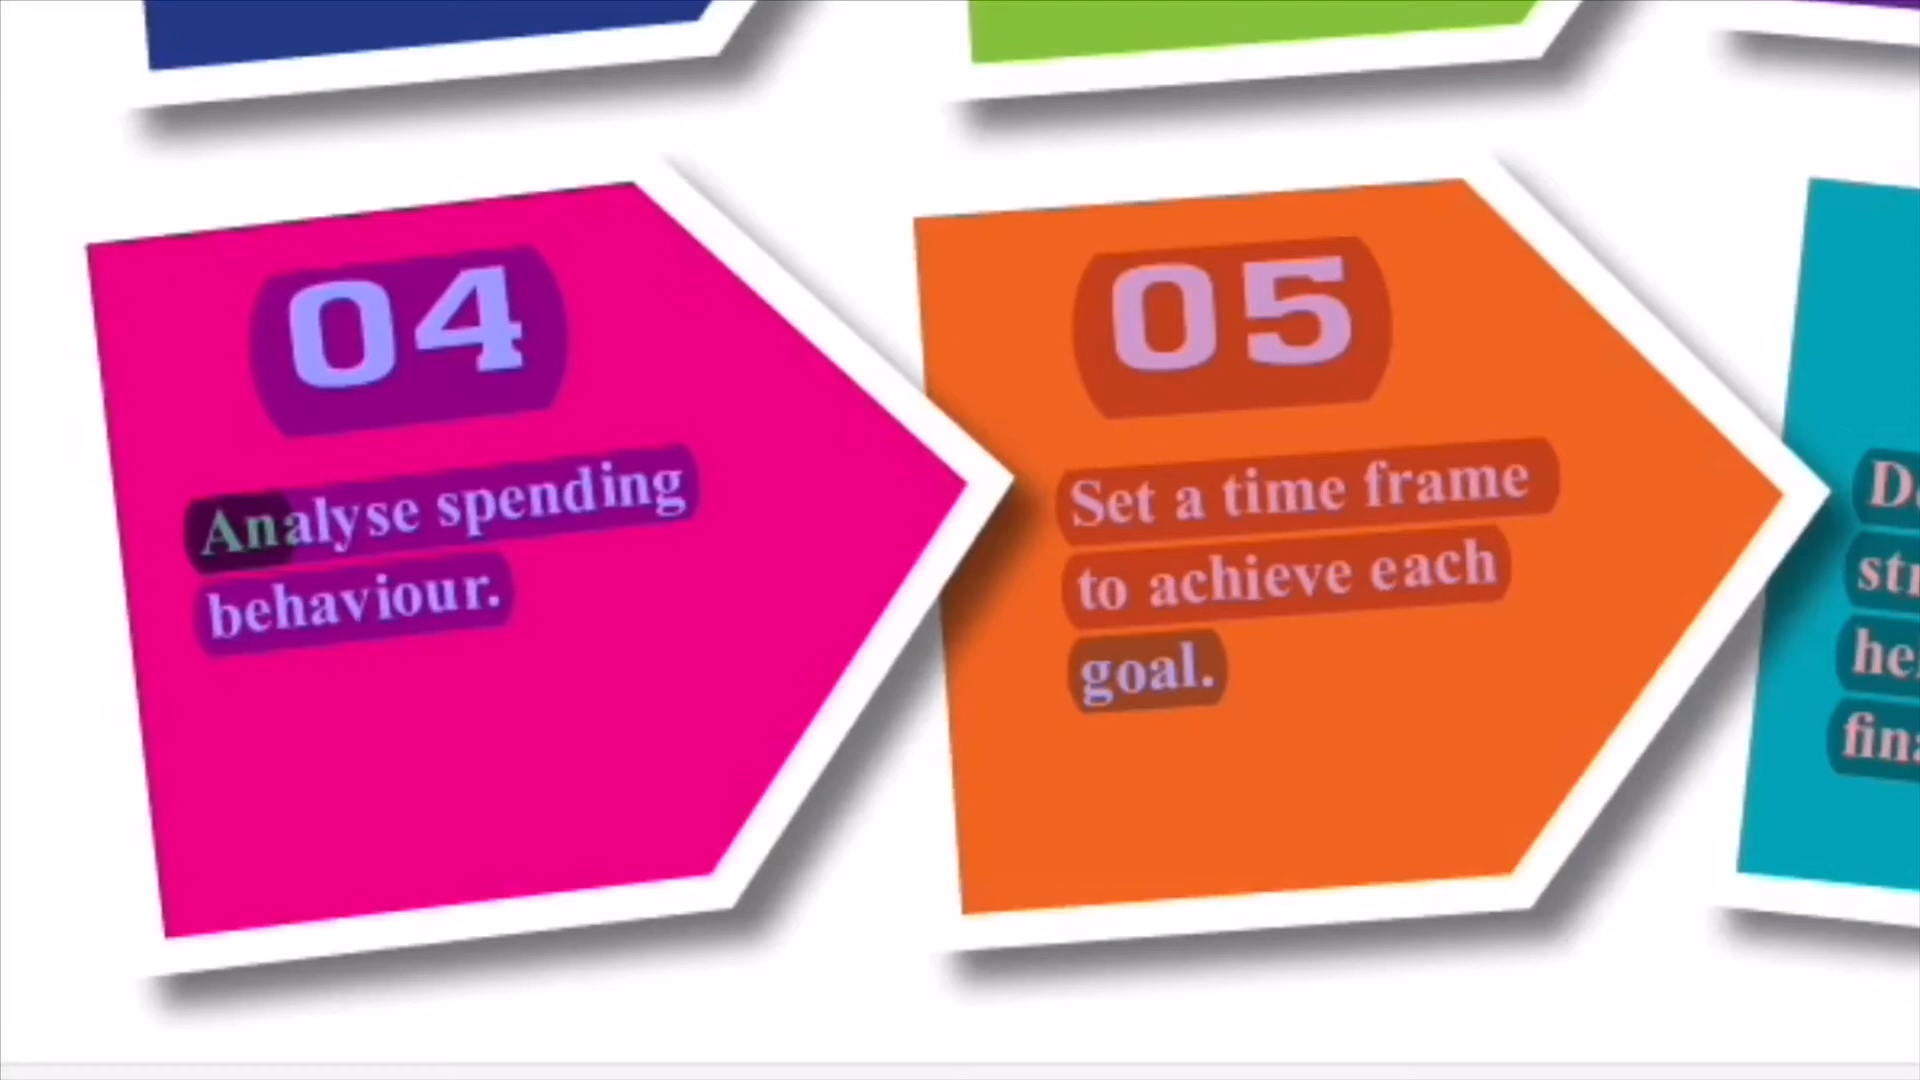 04
Analyse spending
behaviour.
05
Set a time frame
to achieve each
goal.